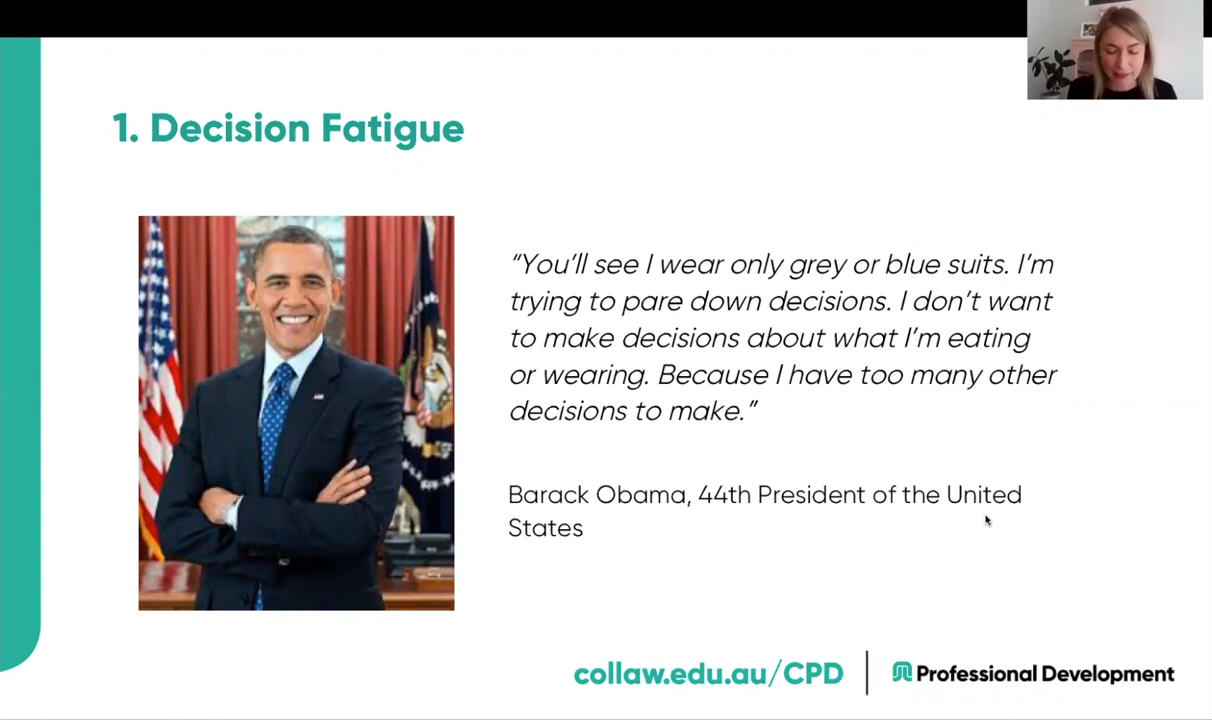 1. Decision Fatigue
“You’ll see I wear only grey or blue suits. I’m
trying to pare down decisions. I don’t want
to make decisions about what I’m eating
or wearing. Because I have too many other
decisions to make.”
Barack Obama, 44th President of the United
States
collaw.edu.au/CPD
Professional Development